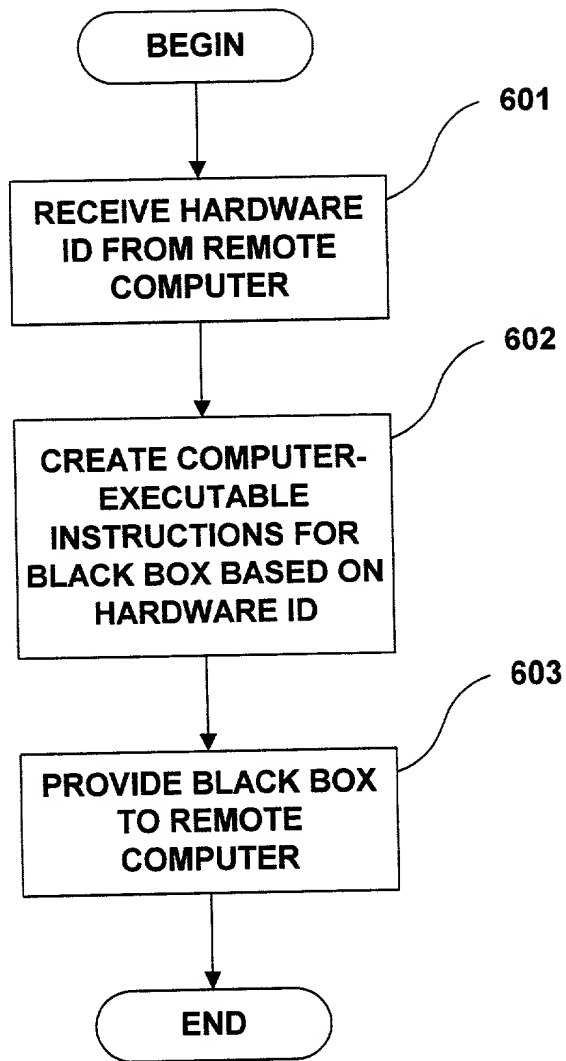 BEGIN
601
RECEIVE HARDWARE
ID FROM REMOTE
COMPUTER
602
CREATE COMPUTER-
EXECUTABLE
INSTRUCTIONS FOR
BLACK BOX BASED ON
HARDWARE ID
603
PROVIDE BLACK BOX
TO REMOTE
COMPUTER
END